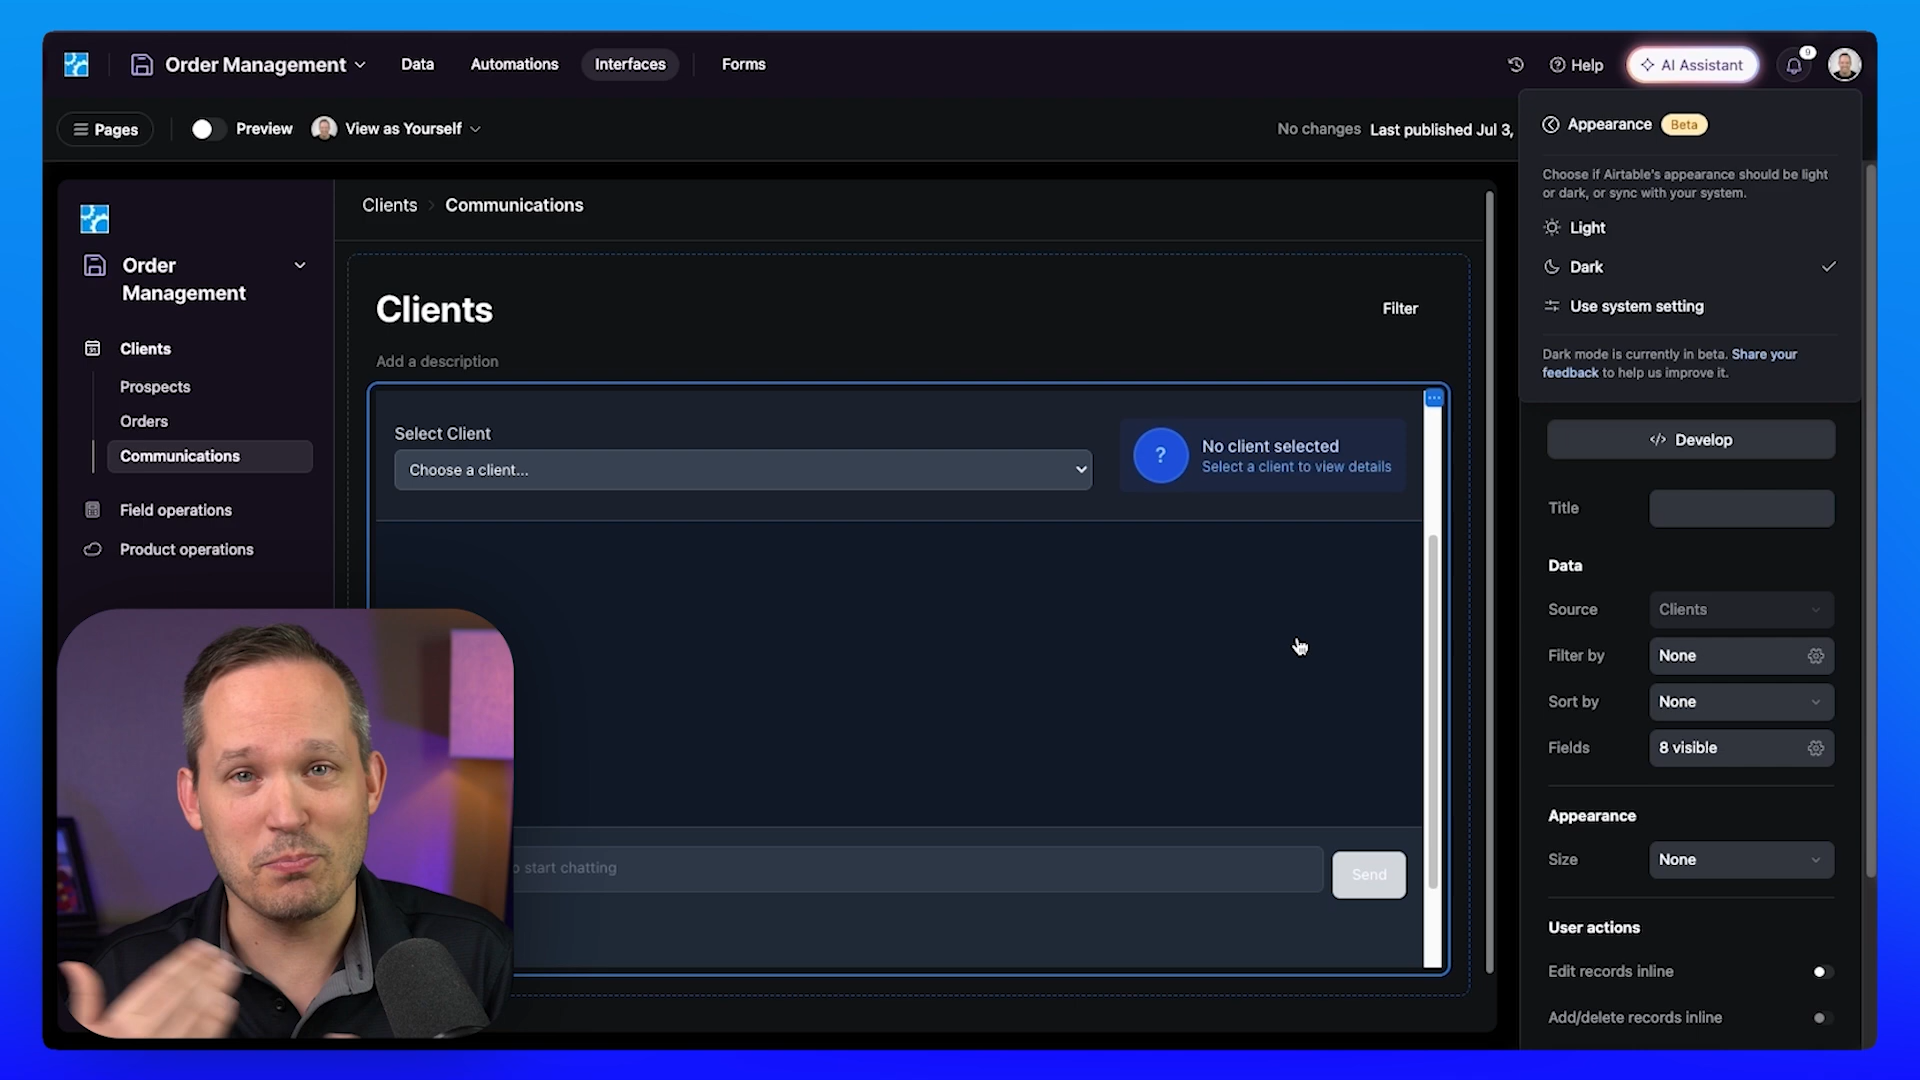 Order Management
Data
Automations
Interfaces
Forms
Help
AI Assistant
9
Pages
Preview
View as Yourself
No changes
Last published Jul 3,
Appearance
Beta
Choose if Airtable's appearance should be light
or dark, or sync with your system.
Light
Dark
Use system setting
Dark mode is currently in beta. Share your
feedback to help us improve it.
Order
Management
Clients
Prospects
Orders
Communications
Field operations
Product operations
Clients
Communications
Clients
Filter
Add a description
Select Client
Choose a client...
?
No client selected
Select a client to view details
start chatting
Send
Develop
Title
Data
Source
Clients
Filter by
None
Sort by
None
Fields
8 visible
Appearance
Size
None
User actions
Edit records inline
Add/delete records inline